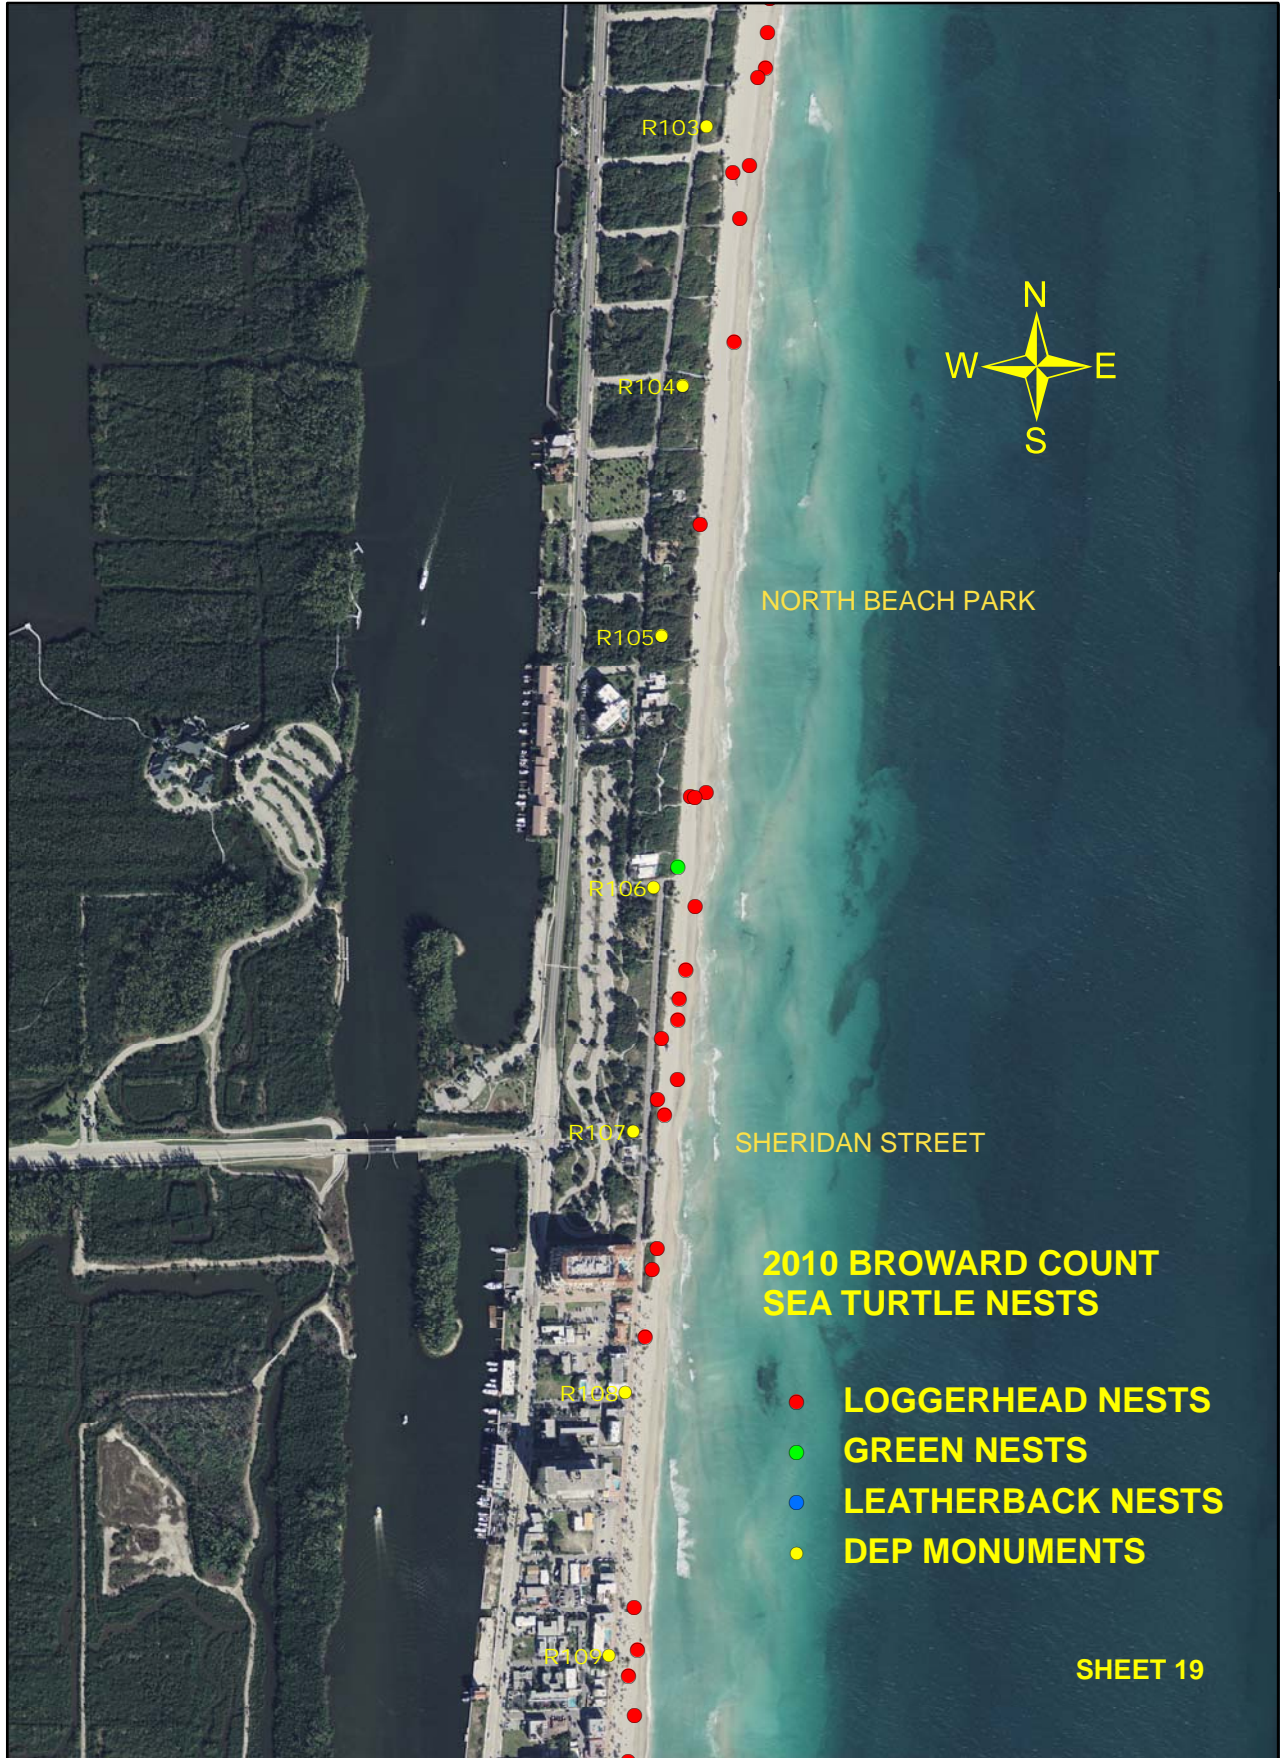 R103
N
W E
S
R104
NORTH BEACH PARK
R105
R106
R107
SHERIDAN STREET
2010 BROWARD COUNT
SEA TURTLE NESTS
R108
LOGGERHEAD NESTS
GREEN NESTS
LEATHERBACK NESTS
DEP MONUMENTS
R109
SHEET 19